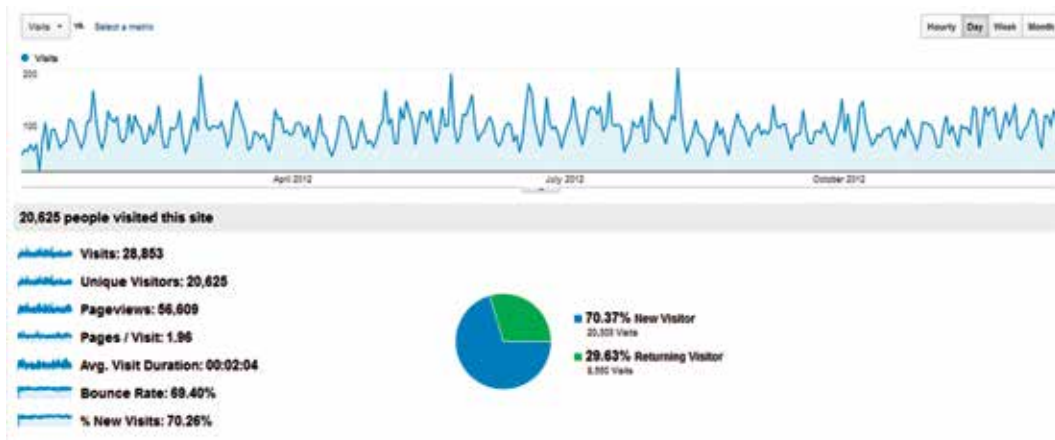 Visits vs. Select a metric
Hourly Day Week Month
Visits
200
100
April 2012 July 2012 October 2012
20,625 people visited this site
Visits: 28,853
Unique Visitors: 20,625
Pageviews: 56,609
Pages / Visit: 1.96
Avg. Visit Duration: 00:02:04
Bounce Rate: 69.40%
% New Visits: 70.26%
70.37% New Visitor
Visits
29.63% Returning Visitor
Visits